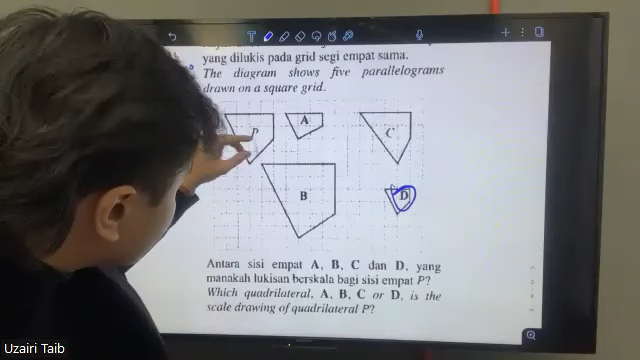 yang dilukis pada grid segi empat sama.
The diagram shows five parallelograms
drawn on a square grid.
P
A
C
B
D
Antara sisi empat A, B, C dan D, yang
manakah lukisan berskala bagi sisi empat P?
Which quadrilateral, A, B, C or D, is the
scale drawing of quadrilateral P?
Uzairi Taib